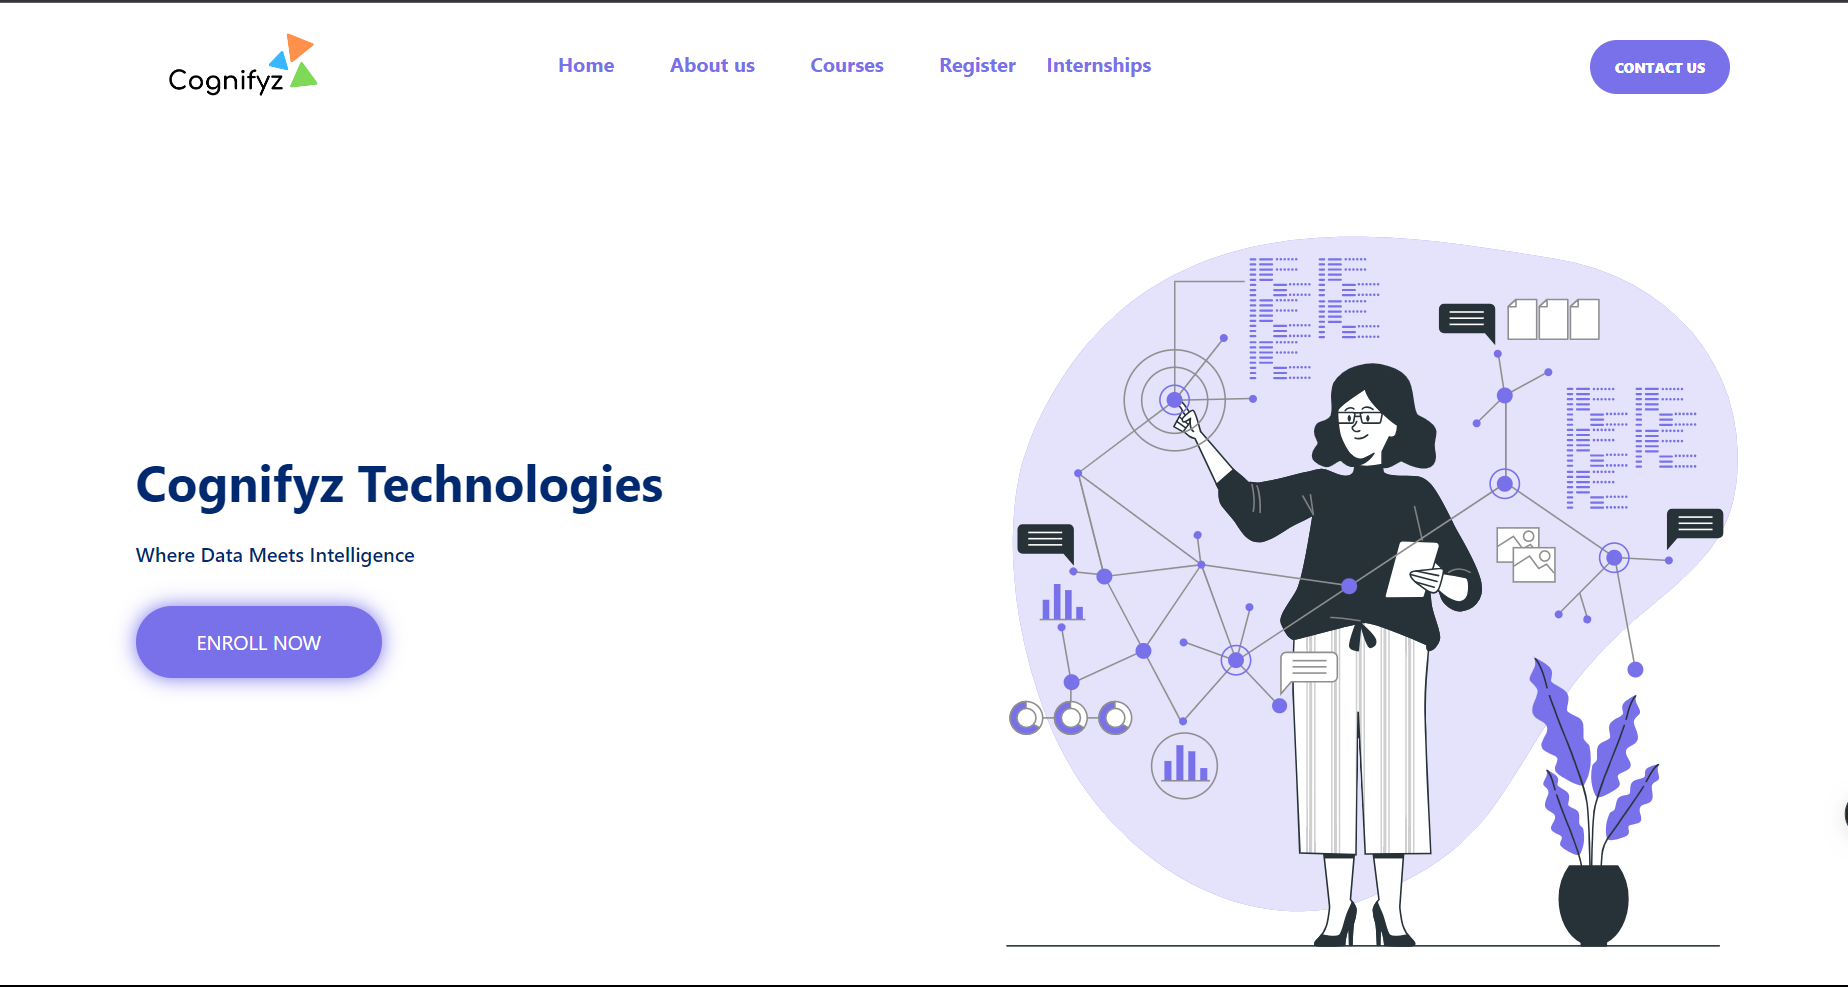 Cognifyz
Home About us Courses Register Internships
CONTACT US
Cognifyz Technologies
Where Data Meets Intelligence
ENROLL NOW